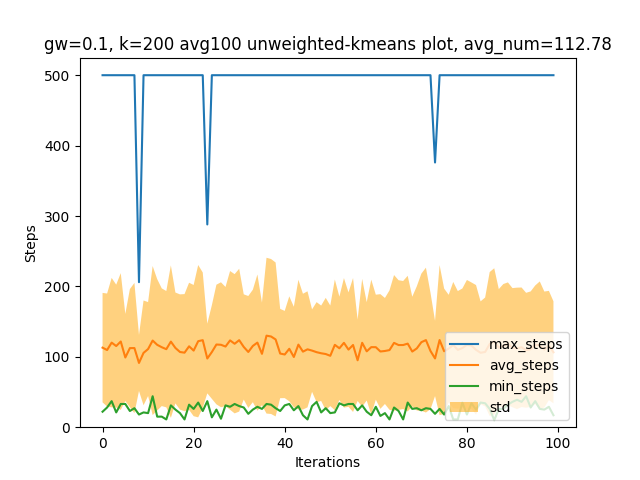 gw=0.1, k=200 avg100 unweighted-kmeans plot, avg_num=112.78
500
400
300
200
100
0
Steps
0
20
40
60
80
100
Iterations
max_steps
avg_steps
min_steps
std